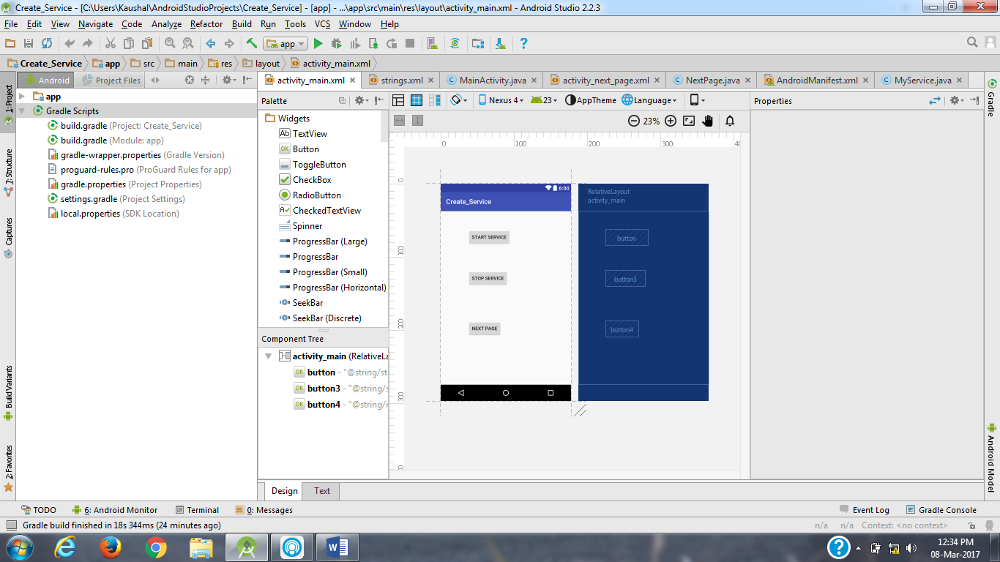 Create_Service - [C:\Users\Kaushal\AndroidStudioProjects\Create_Service] - [app] - ...\app\src\main\res\layout\activity_main.xml - Android Studio 2.2.3
File Edit View Navigate Code Analyze Refactor Build Run Tools VCS Window Help
app
Create_Service app src main res layout activity_main.xml
Android Project Files
activity_main.xml strings.xml MainActivity.java activity_next_page.xml NextPage.java AndroidManifest.xml MyService.java
1: Project
7: Structure
Captures
Build Variants
2: Favorites
app
Gradle Scripts
build.gradle (Project: Create_Service)
build.gradle (Module: app)
gradle-wrapper.properties (Gradle Version)
proguard-rules.pro (ProGuard Rules for app)
gradle.properties (Project Properties)
settings.gradle (Project Settings)
local.properties (SDK Location)
Palette
Widgets
Ab TextView
OK Button
ToggleButton
CheckBox
RadioButton
CheckedTextView
Spinner
ProgressBar (Large)
ProgressBar
ProgressBar (Small)
ProgressBar (Horizontal)
SeekBar
SeekBar (Discrete)
Component Tree
activity_main (RelativeLa
OK button - "@string/st
OK button3 - "@string/s
OK button4 - "@string/n
Nexus 4 23 AppTheme Language
23%
0 100 200 300 40
0
100
200
300
6:00
Create_Service
START SERVICE
STOP SERVICE
NEXT PAGE
RelativeLayout
activity_main
button
button3
button4
Properties
Gradle
Android Model
Design Text
TODO 6: Android Monitor Terminal 0: Messages Event Log Gradle Console
Gradle build finished in 18s 344ms (24 minutes ago) n/a n/a Context: <no context>
12:34 PM
08-Mar-2017